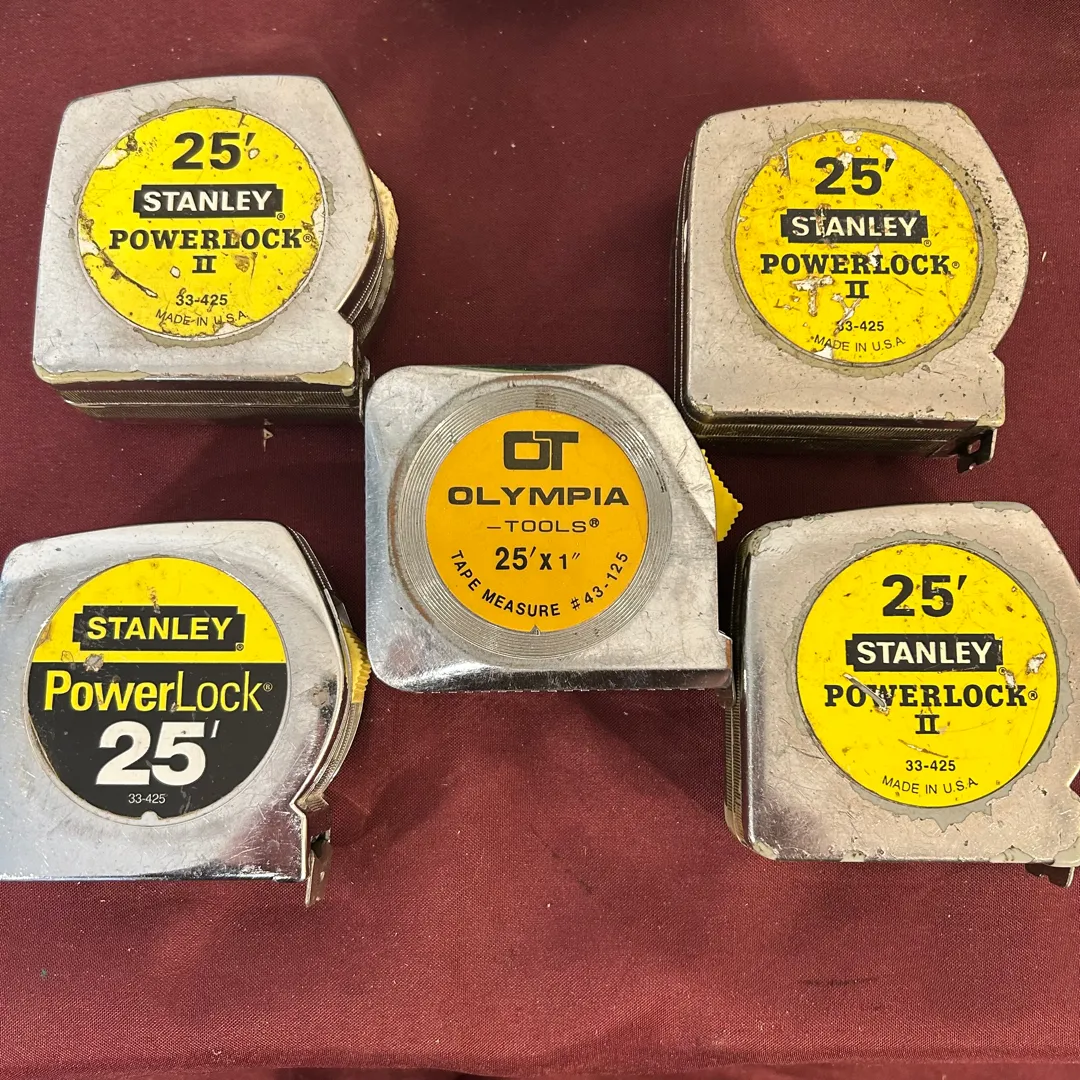 25'
STANLEY®
POWERLOCK®
II
33-425
MADE IN U.S.A.
25'
STANLEY®
POWERLOCK®
II
33-425
MADE IN U.S.A.
OT
OLYMPIA
-TOOLS®
25' X 1"
TAPE MEASURE #43-125
STANLEY®
PowerLock®
25'
33-425
25'
STANLEY®
POWERLOCK®
II
33-425
MADE IN U.S.A.